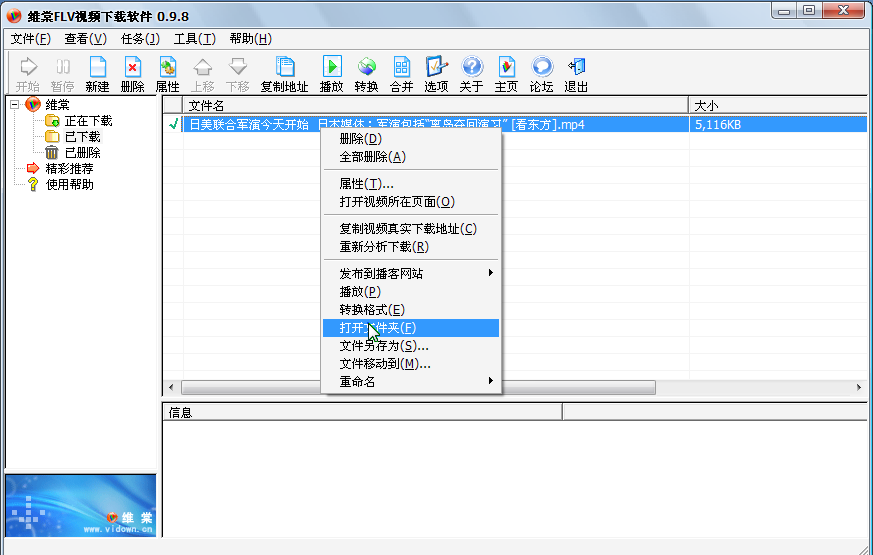 维棠FLV视频下载软件 0.9.8
文件(F) 查看(V) 任务(J) 工具(T) 帮助(H)
开始 暂停 新建 删除 属性 上移 下移 复制地址 播放 转换 合并 选项 关于 主页 论坛 退出
维棠
正在下载
已下载
已删除
精彩推荐
使用帮助
文件名 大小
日美联合军演今天开始 日本媒体：军演包括“离岛夺回演习” [看东方].mp4 5,116KB
删除(D)
全部删除(A)
属性(T)...
打开视频所在页面(O)
复制视频真实下载地址(C)
重新分析下载(R)
发布到播客网站
播放(P)
转换格式(E)
打开文件夹(F)
文件另存为(S)...
文件移动到(M)...
重命名
信息
维棠
www.vidown.cn